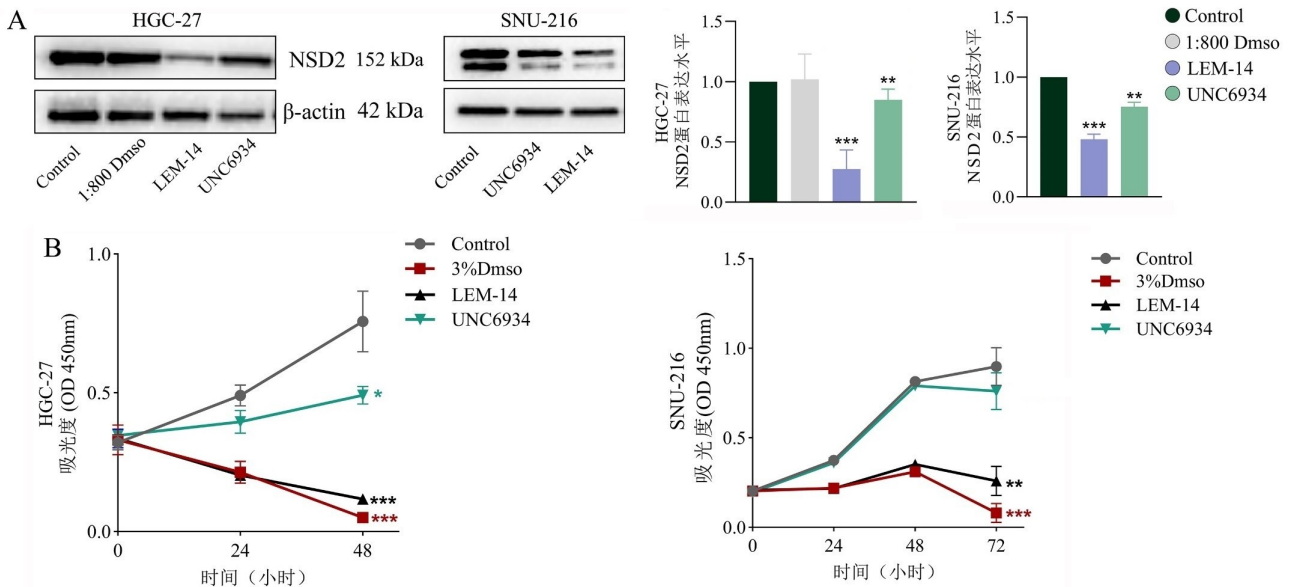 A
HGC-27
NSD2 152 kDa
β-actin 42 kDa
Control
1:800 Dmso
LEM-14
UNC6934
SNU-216
Control
UNC6934
LEM-14
HGC-27
NSD2蛋白表达水平
1.5
1.0
0.5
0.0
***
**
SNU-216
NSD2蛋白表达水平
1.5
1.0
0.5
0.0
***
**
Control
1:800 Dmso
LEM-14
UNC6934
B
HGC-27
吸光度(OD 450nm)
1.0
0.5
0.0
0
24
48
时间（小时）
*
***
***
Control
3%Dmso
LEM-14
UNC6934
SNU-216
吸光度(OD 450nm)
1.5
1.0
0.5
0.0
0
24
48
72
时间（小时）
**
***
Control
3%Dmso
LEM-14
UNC6934